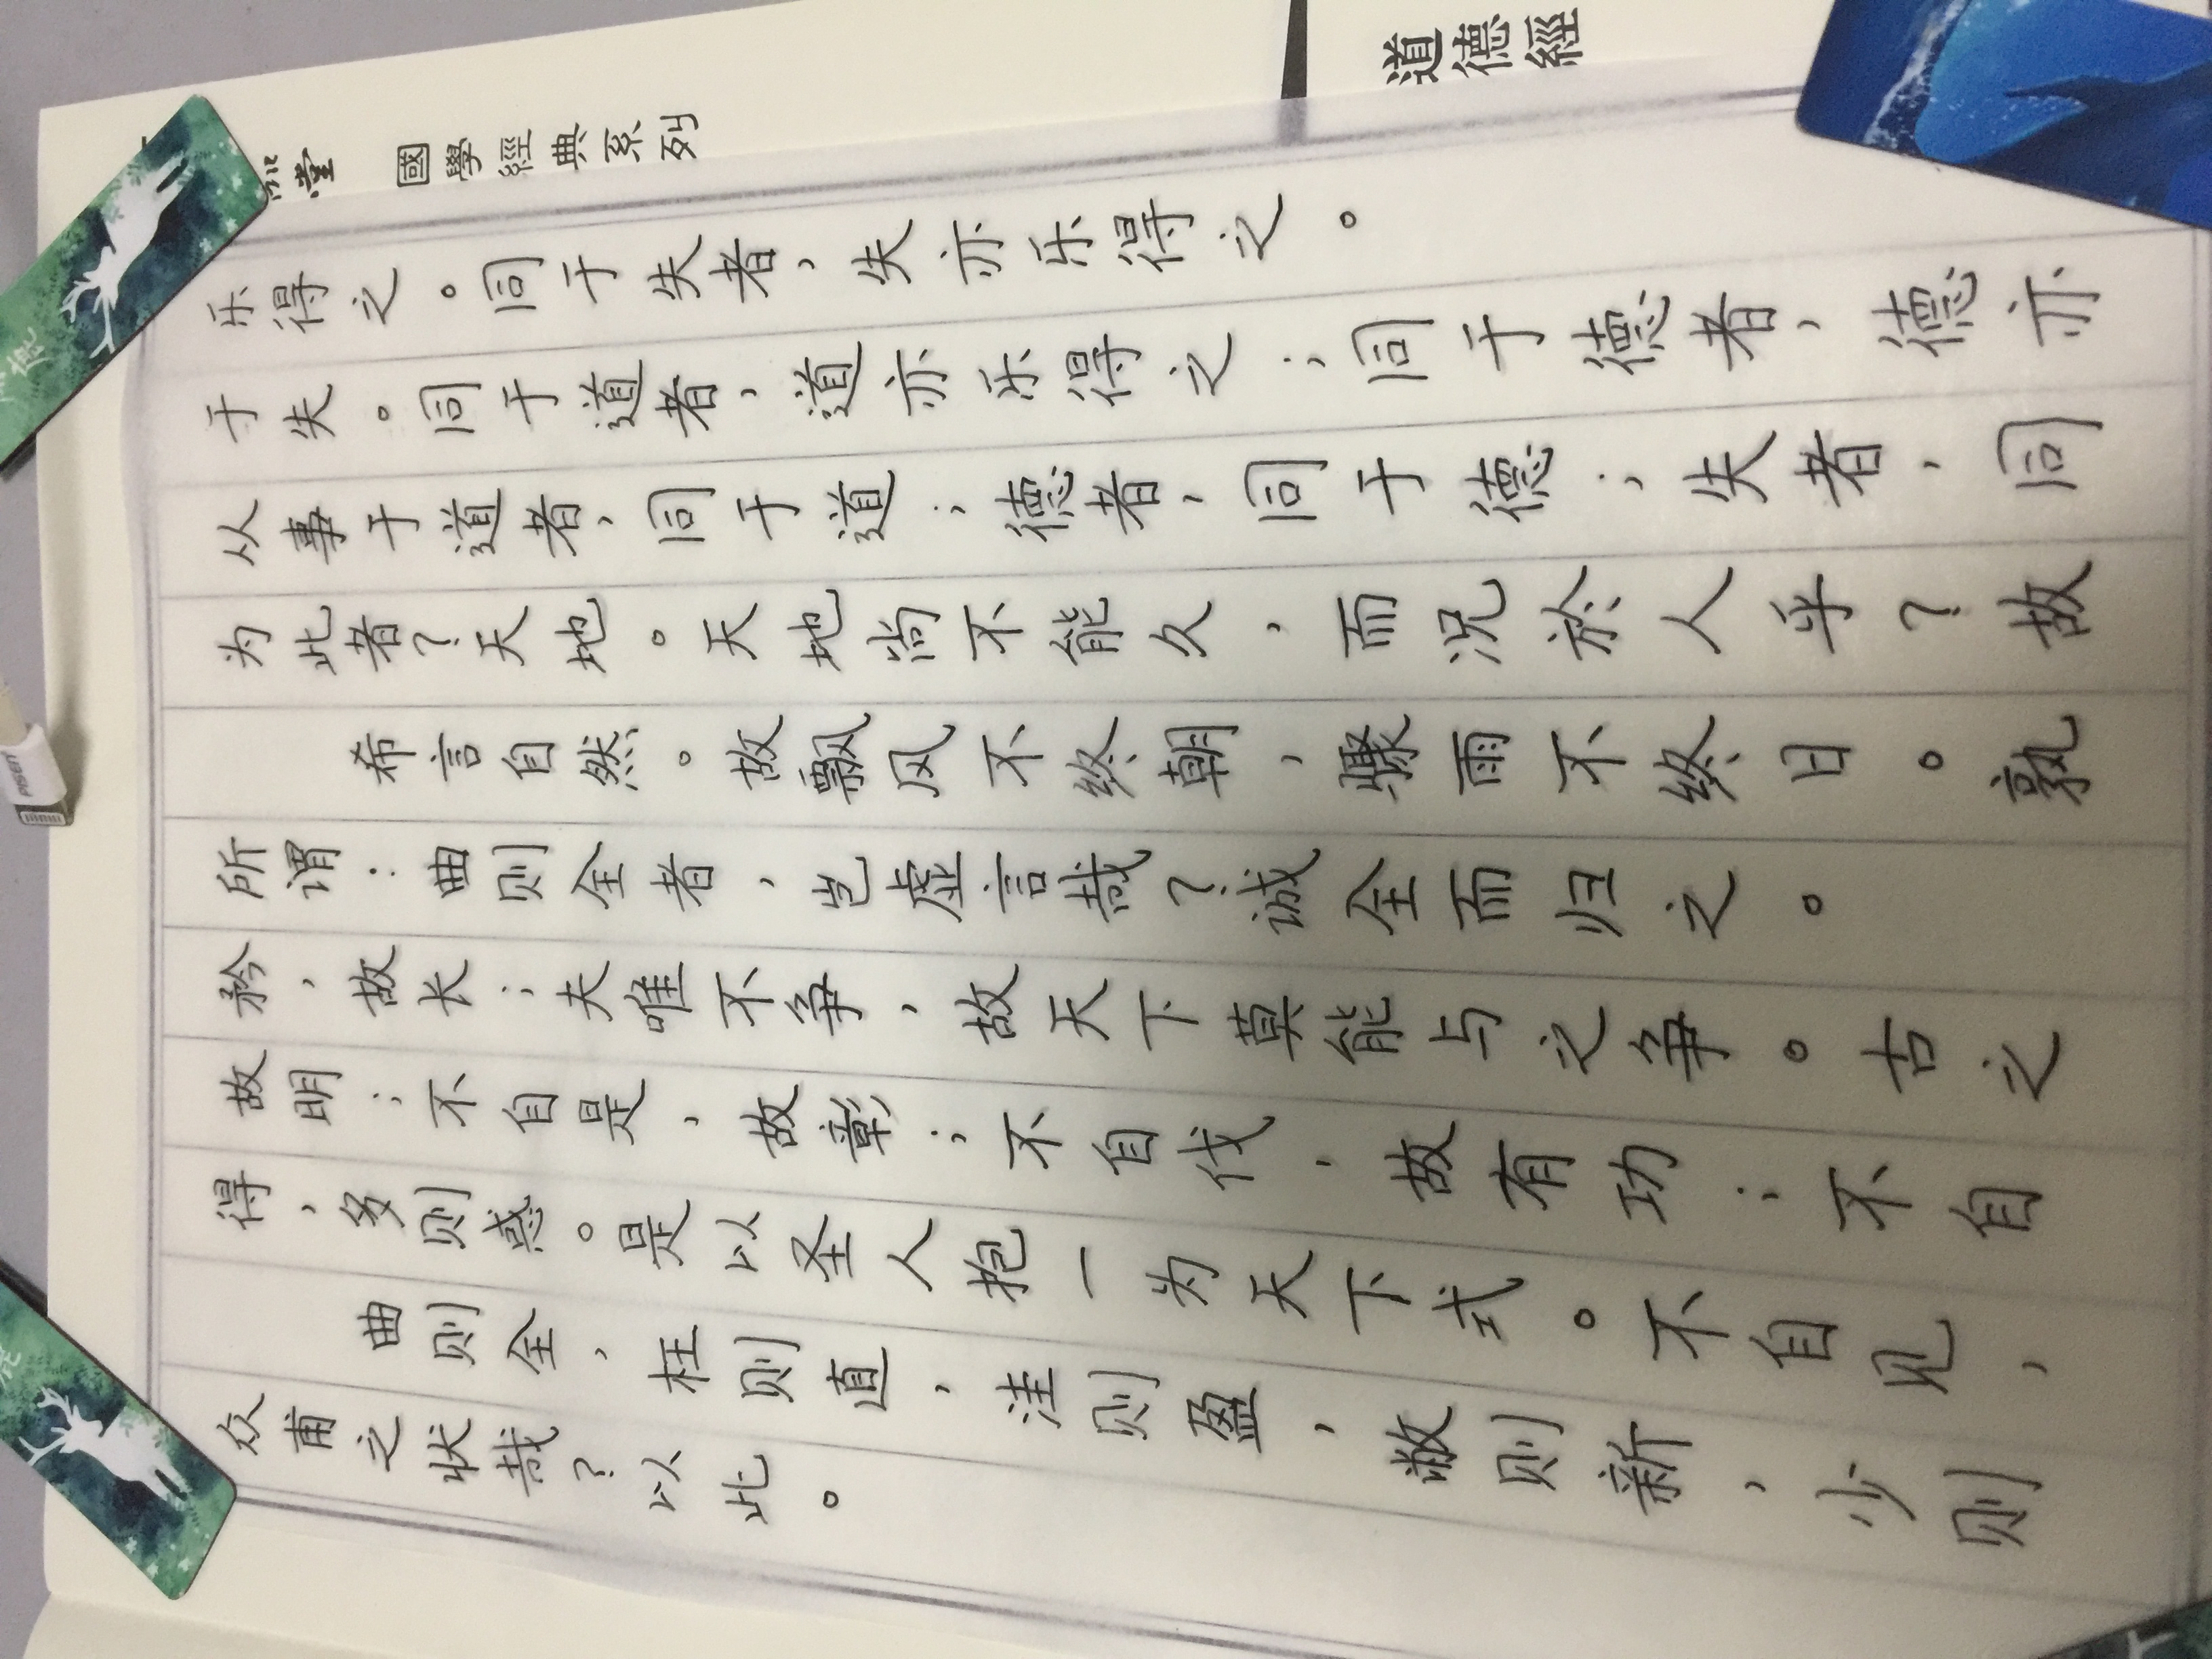 众甫之状哉？以此。
曲则全，枉则直，洼则盈，敝则新，少则
得，多则惑。是以圣人抱一为天下式。不自见，
故明；不自是，故彰；不自伐，故有功；不自
矜，故长；夫唯不争，故天下莫能与之争。古之
所谓：曲则全者，岂虚言哉？诚全而归之。
希言自然。故飘风不终朝，骤雨不终日。孰
为此者？天地。天地尚不能久，而况於人乎？故
从事于道者，同于道；德者，同于德；失者，同
于失。同于道者，道亦乐得之；同于德者，德亦
乐得之。同于失者，失亦乐得之。
堂 國學經典系列
道德經
PISEN
鹿
鹿